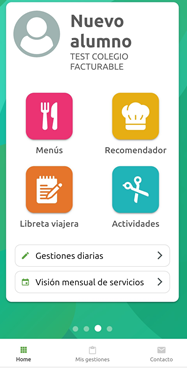 Nuevo
alumno
TEST COLEGIO
FACTURABLE
Menús
Recomendador
Libreta viajera
Actividades
Gestiones diarias
Visión mensual de servicios
Home
Mis gestiones
Contacto